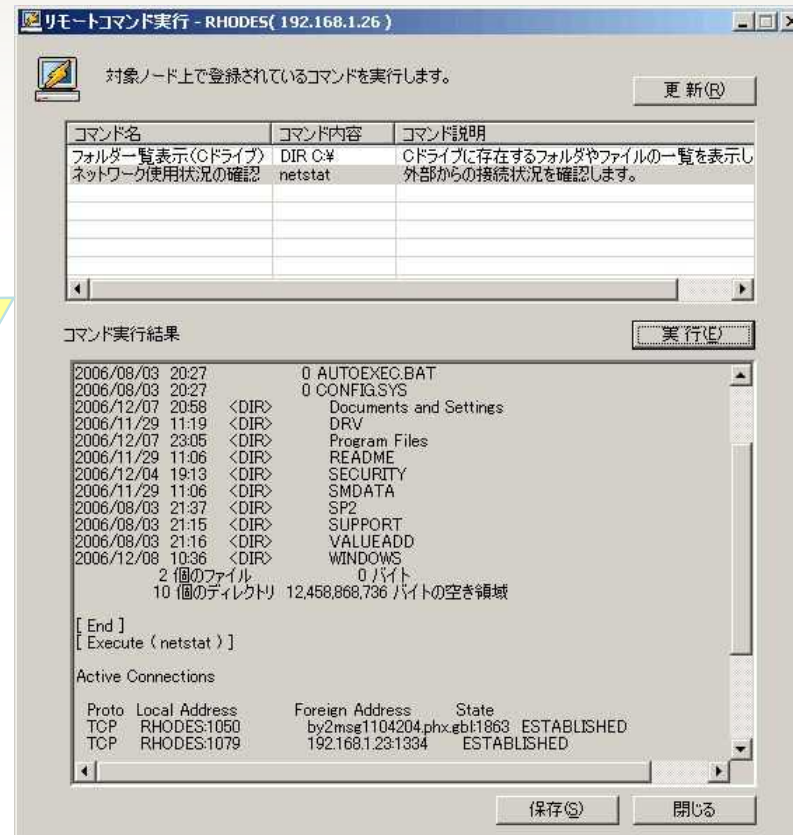 リモートコマンド実行 - RHODES( 192.168.1.26 )
対象ノード上で登録されているコマンドを実行します。
更 新(R)
コマンド名 コマンド内容 コマンド説明
フォルダ一覧表示(Cドライブ) DIR C:¥ Cドライブに存在するフォルダやファイルの一覧を表示し
ネットワーク使用状況の確認 netstat 外部からの接続状況を確認します。
コマンド実行結果
実 行(E)
2006/08/03 20:27 0 AUTOEXEC.BAT
2006/08/03 20:27 0 CONFIG.SYS
2006/12/07 20:58 <DIR> Documents and Settings
2006/11/29 11:19 <DIR> DRV
2006/12/07 23:05 <DIR> Program Files
2006/11/29 11:06 <DIR> README
2006/12/04 19:13 <DIR> SECURITY
2006/11/29 11:06 <DIR> SMDATA
2006/08/03 21:37 <DIR> SP2
2006/08/03 21:15 <DIR> SUPPORT
2006/08/03 21:16 <DIR> VALUEADD
2006/12/08 10:36 <DIR> WINDOWS
2 個のファイル 0 バイト
10 個のディレクトリ 12,458,868,736 バイトの空き領域
[ End ]
[ Execute ( netstat ) ]
Active Connections
Proto Local Address Foreign Address State
TCP RHODES:1050 by2msg1104204.phx.gbl:1863 ESTABLISHED
TCP RHODES:1079 192.168.1.23:1334 ESTABLISHED
保存(S)
閉じる